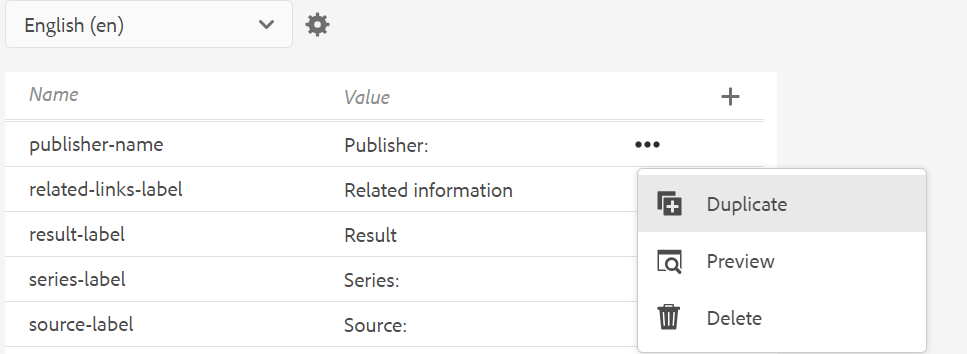 English (en)
Name Value
publisher-name Publisher:
related-links-label Related information
Duplicate
result-label Result
Preview
series-label Series:
Delete
source-label Source: